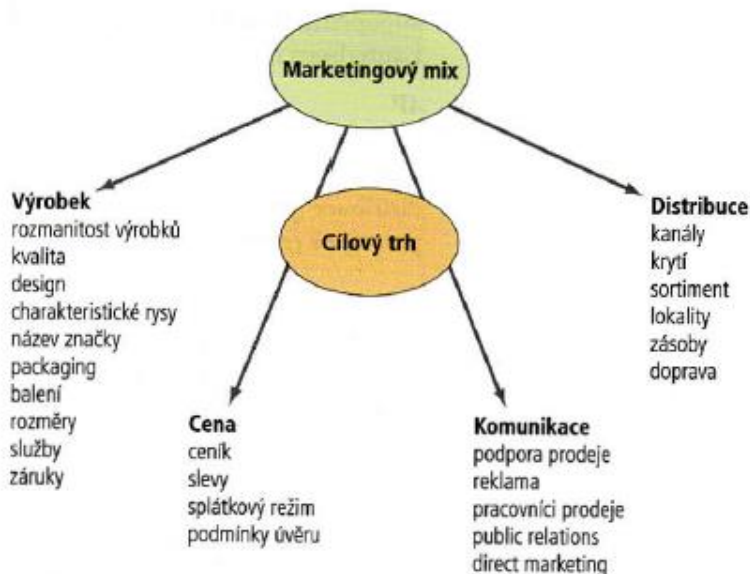 Marketingový mix
Cílový trh
Výrobek
rozmanitost výrobků
kvalita
design
charakteristické rysy
název značky
packaging
balení
rozměry
služby
záruky
Cena
ceník
slevy
splátkový režim
podmínky úvěru
Komunikace
podpora prodeje
reklama
pracovníci prodeje
public relations
direct marketing
Distribuce
kanály
krytí
sortiment
lokality
zásoby
doprava